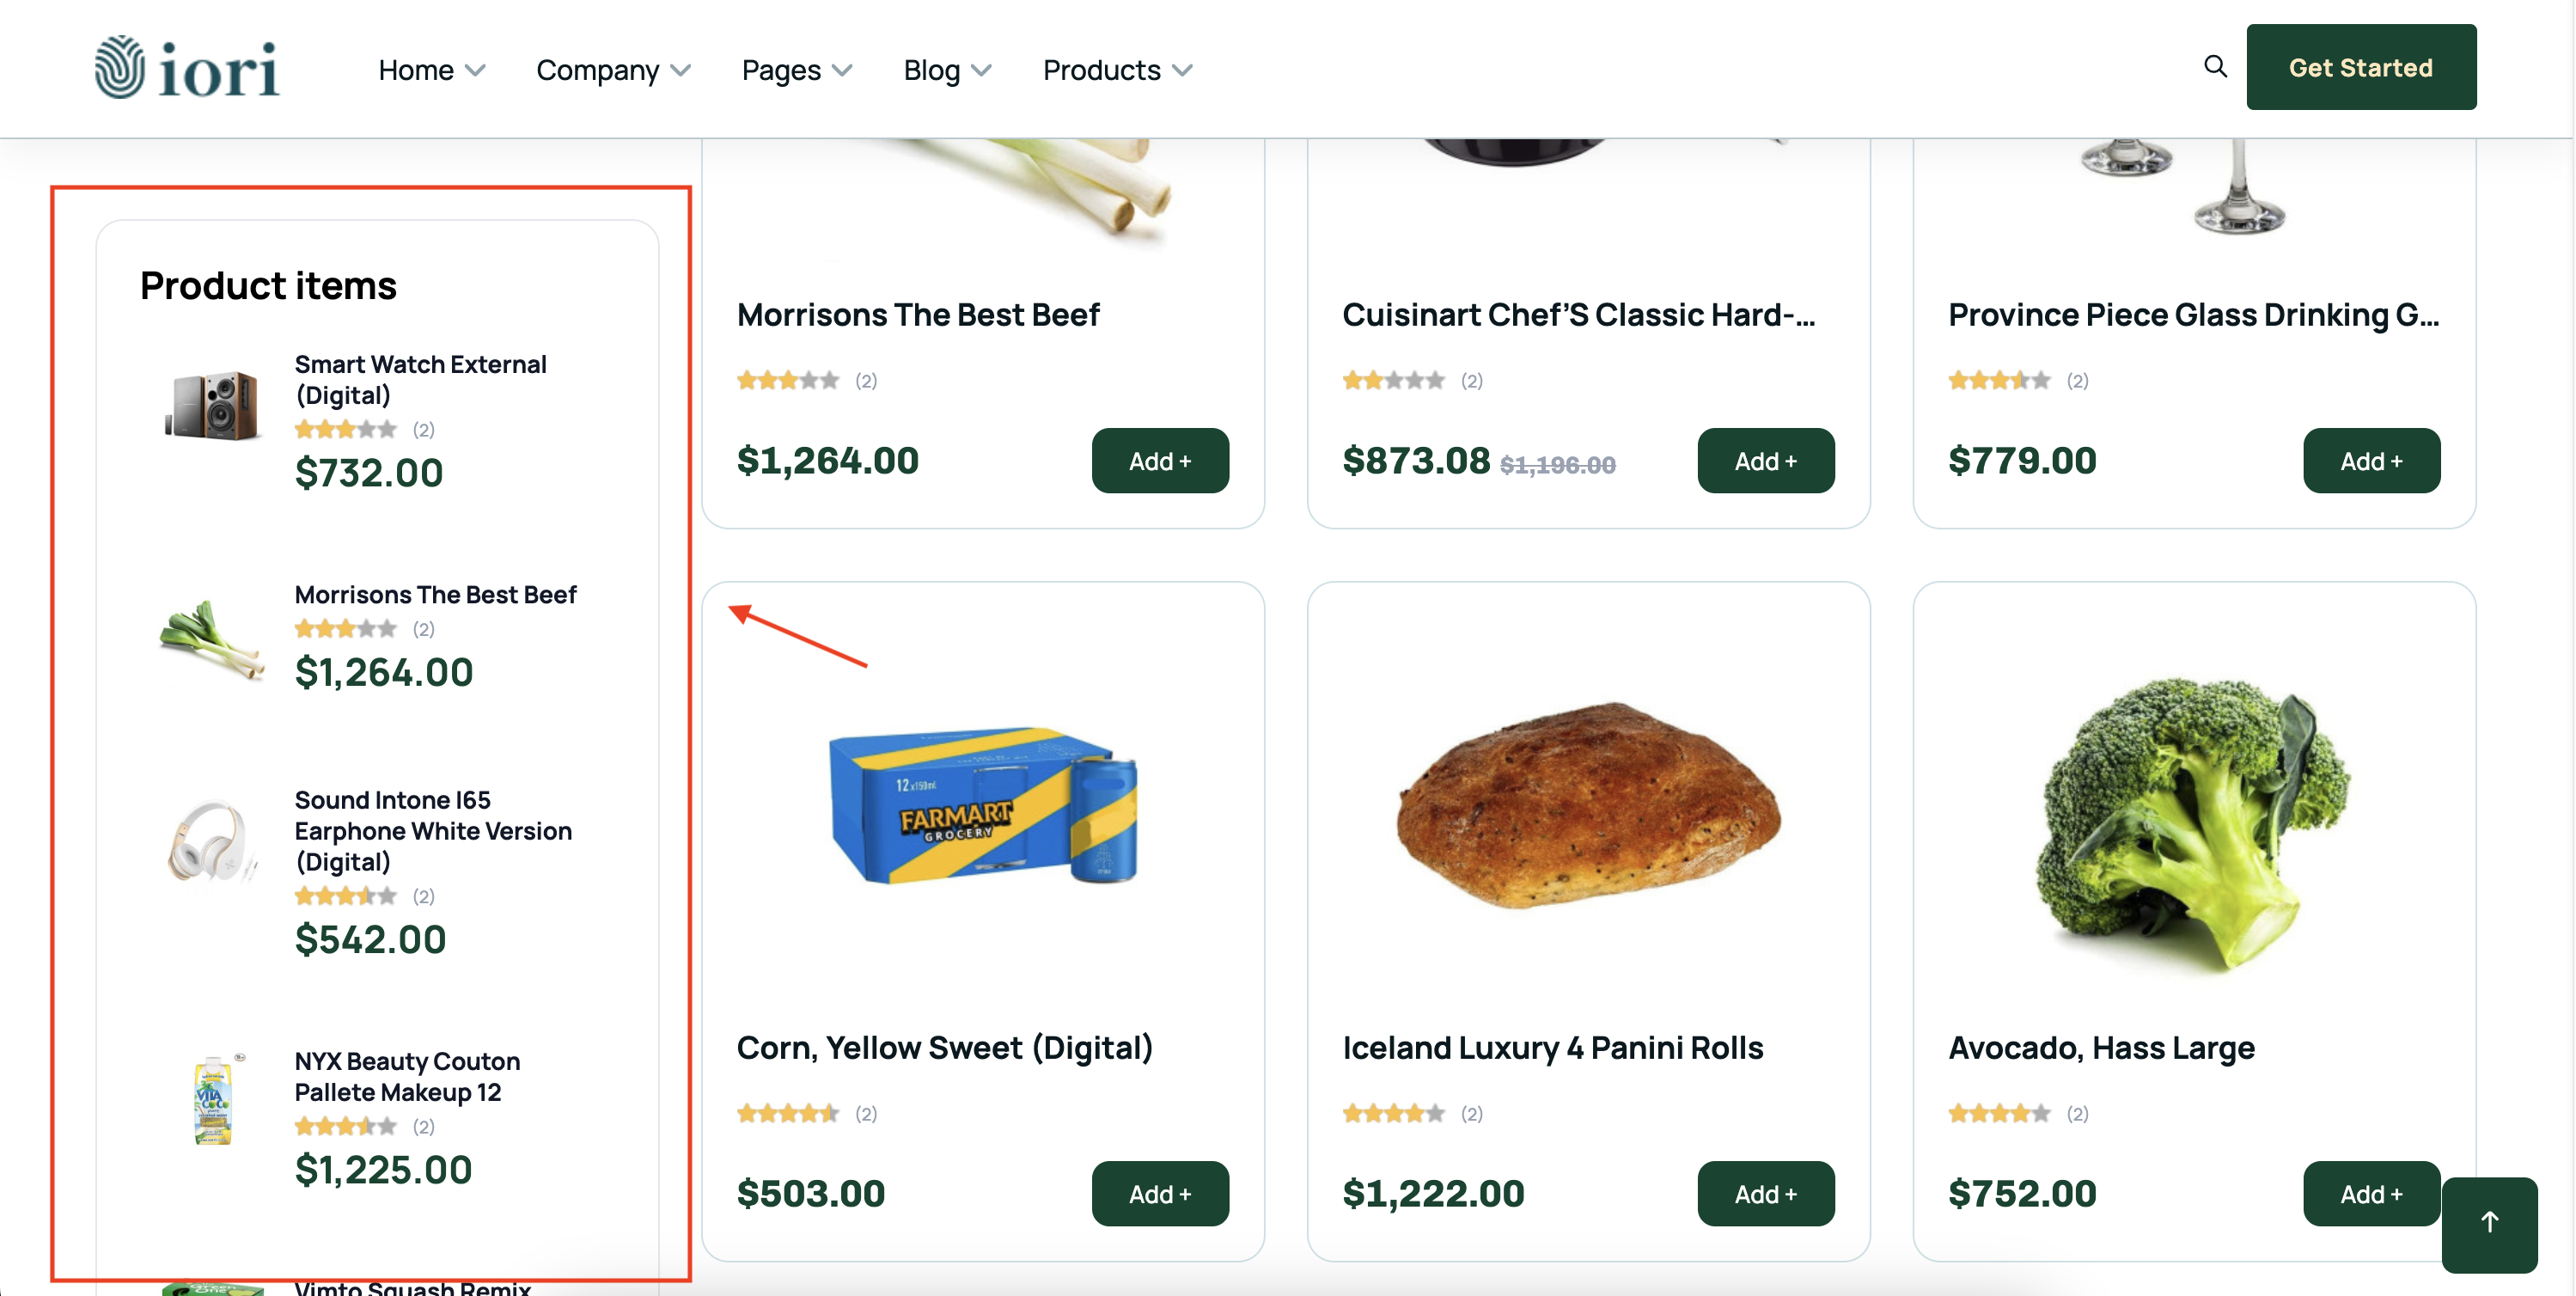 iori
Home
Company
Pages
Blog
Products
Get Started
Product items
Smart Watch External
(Digital)
(2)
$732.00
Morrisons The Best Beef
(2)
$1,264.00
Sound Intone I65
Earphone White Version
(Digital)
(2)
$542.00
NYX Beauty Couton
Pallete Makeup 12
(2)
$1,225.00
Vimto Squash Remix
Morrisons The Best Beef
(2)
$1,264.00
Add +
Cuisinart Chef'S Classic Hard-...
(2)
$873.08 $1,196.00
Add +
Province Piece Glass Drinking G...
(2)
$779.00
Add +
12x150ml
FARMART
GROCERY
Corn, Yellow Sweet (Digital)
(2)
$503.00
Add +
Iceland Luxury 4 Panini Rolls
(2)
$1,222.00
Add +
Avocado, Hass Large
(2)
$752.00
Add +
VITA
COCO